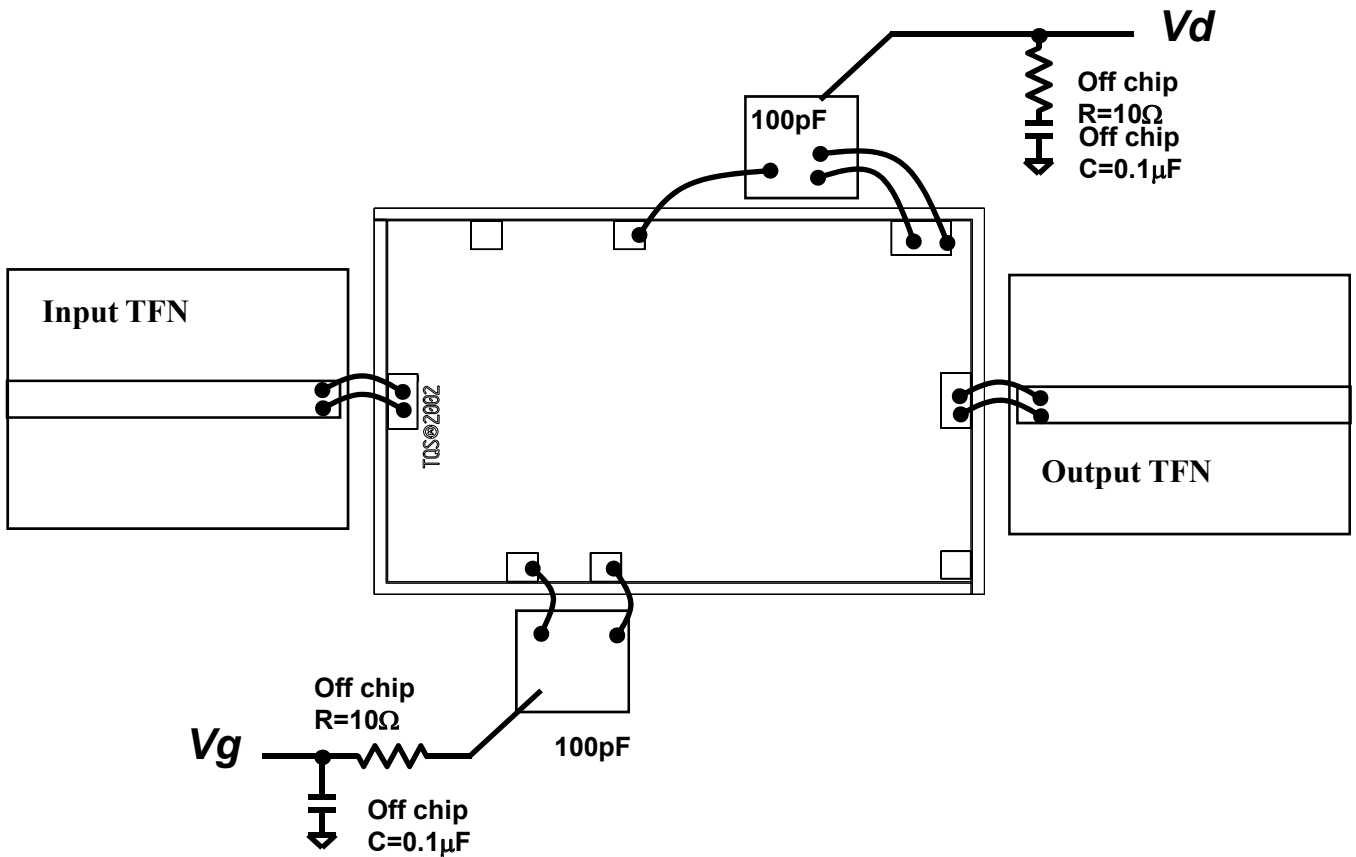 Vd
Off chip
R=10Ω
Off chip
C=0.1µF
100pF
Input TFN
TQS®2002
Output TFN
Off chip
R=10Ω
Vg
100pF
Off chip
C=0.1µF